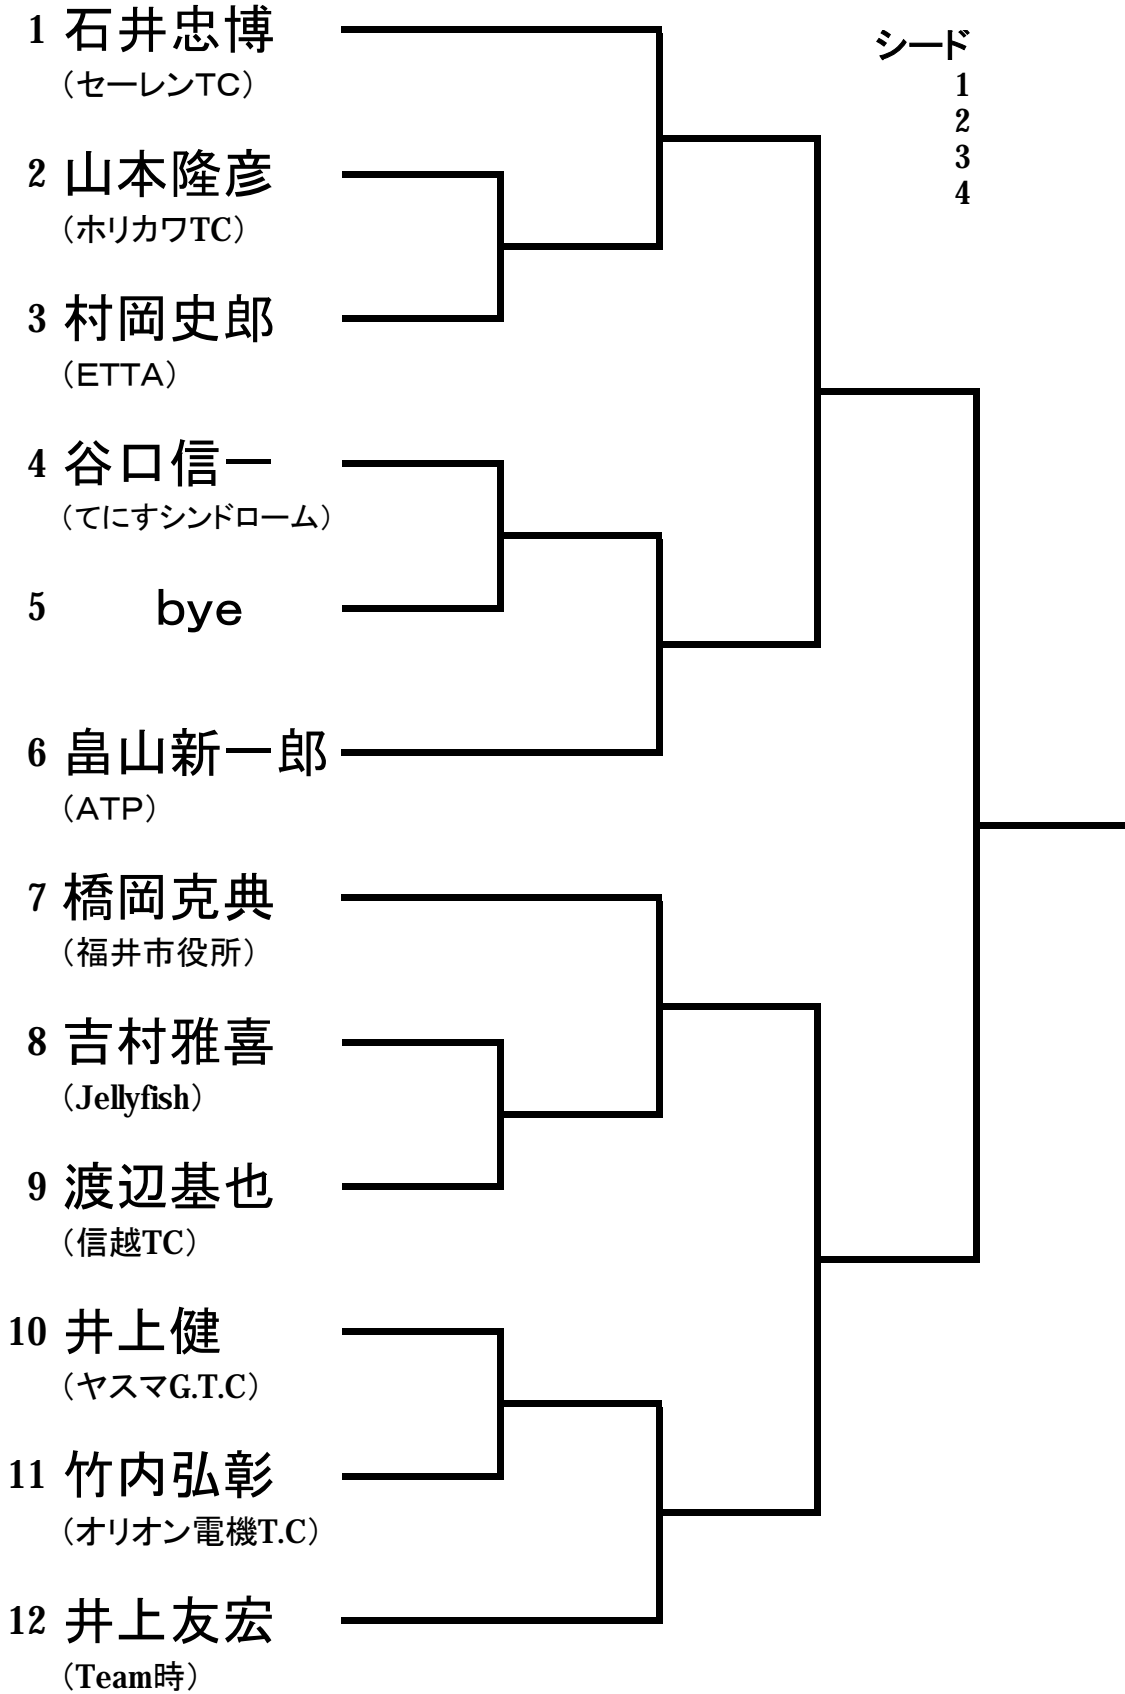 1 石井忠博
（セーレンTC）
2 山本隆彦
（ホリカワTC）
3 村岡史郎
（ETTA）
4 谷口信一
（てにすシンドローム）
5 bye
6 畠山新一郎
（ATP）
7 橋岡克典
（福井市役所）
8 吉村雅喜
（Jellyfish）
9 渡辺基也
（信越TC）
10 井上健
（ヤスマG.T.C）
11 竹内弘彰
（オリオン電機T.C）
12 井上友宏
（Team時）
シード
1
2
3
4